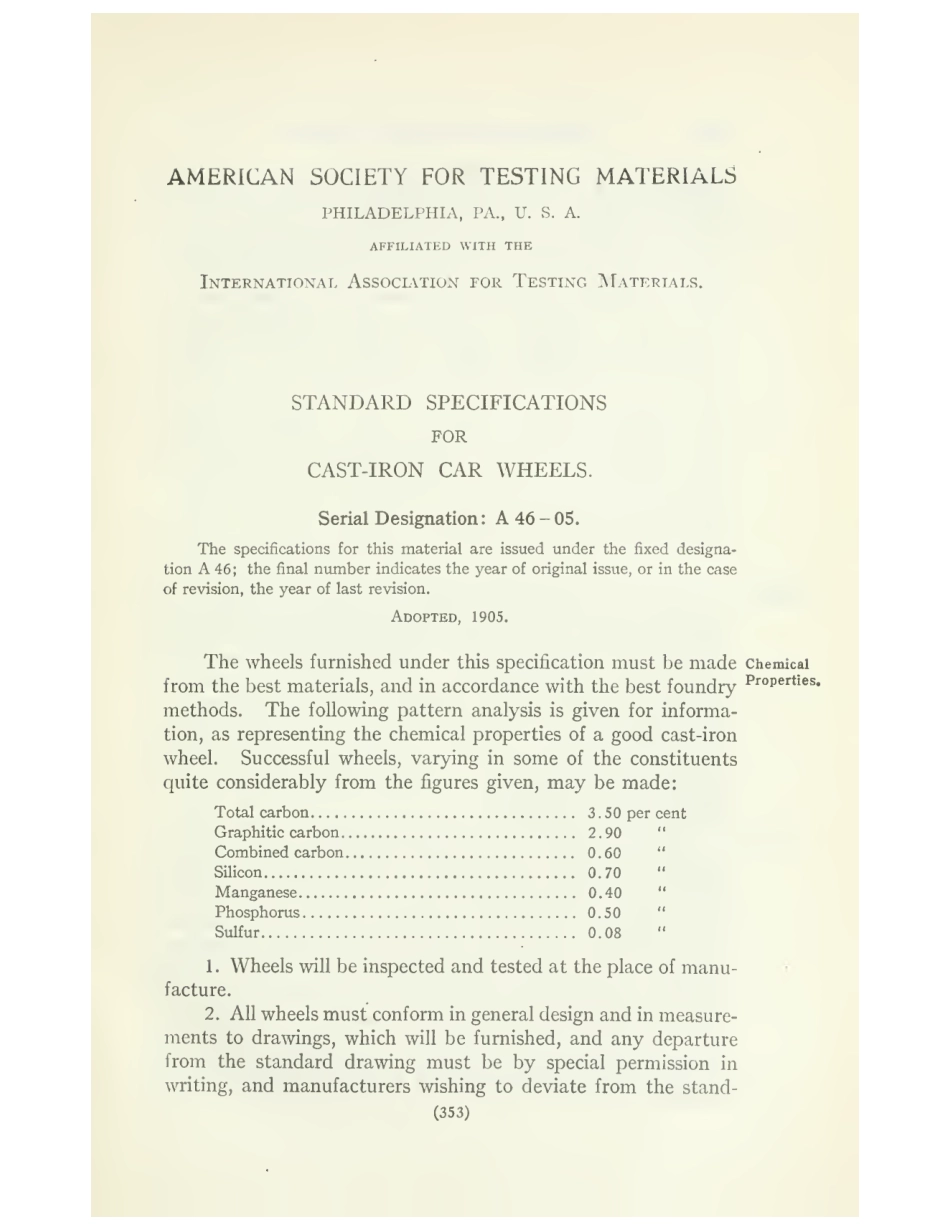 AMERICAN SOCIETY FOR TESTING MATERIALS
PHILADELPHIA, PA., U. S. A.
AFFILIATED WITH THE
INTERNATIONAL ASSOCIATION FOR TESTING MATERIALS.
STANDARD SPECIFICATIONS
FOR
CAST-IRON CAR WHEELS.
Serial Designation: A 46 – 05.
The specifications for this material are issued under the fixed designa-
tion A 46; the final number indicates the year of original issue, or in the case
of revision, the year of last revision.
ADOPTED, 1905.
The wheels furnished under this specification must be made
from the best materials, and in accordance with the best foundry
methods. The following pattern analysis is given for informa-
tion, as representing the chemical properties of a good cast-iron
wheel. Successful wheels, varying in some of the constituents
quite considerably from the figures given, may be made:
Chemical
Properties.
Total carbon................................ 3.50 per cent
Graphitic carbon............................. 2.90 "
Combined carbon............................ 0.60 "
Silicon...................................... 0.70 "
Manganese.................................. 0.40 "
Phosphorus.................................. 0.50 "
Sulfur....................................... 0.08 "
1. Wheels will be inspected and tested at the place of manu-
facture.
2. All wheels must conform in general design and in measure-
ments to drawings, which will be furnished, and any departure
from the standard drawing must be by special permission in
writing, and manufacturers wishing to deviate from the stand-
(353)